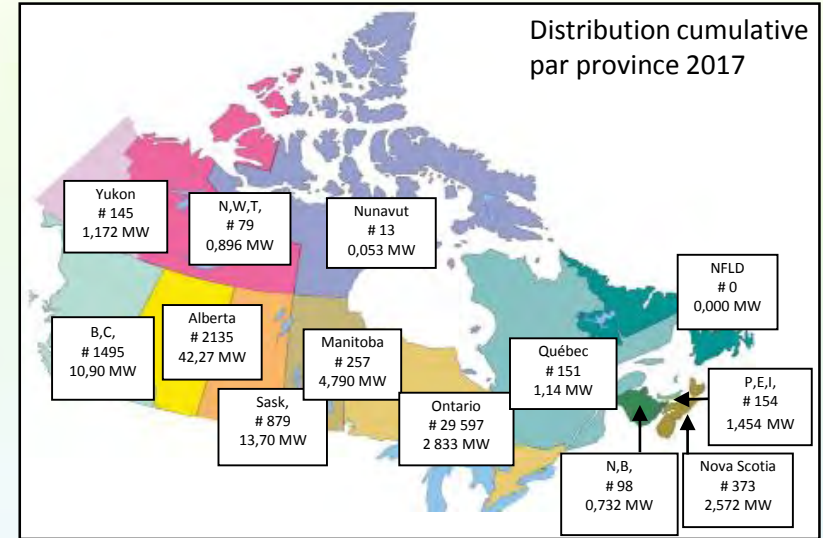 Distribution cumulative
par province 2017
Yukon
# 145
1,172 MW
N,W,T,
# 79
0,896 MW
Nunavut
# 13
0,053 MW
NFLD
# 0
0,000 MW
B,C,
# 1495
10,90 MW
Alberta
# 2135
42,27 MW
Sask,
# 879
13,70 MW
Manitoba
# 257
4,790 MW
Ontario
# 29 597
2 833 MW
Québec
# 151
1,14 MW
P,E,I,
# 154
1,454 MW
N,B,
# 98
0,732 MW
Nova Scotia
# 373
2,572 MW